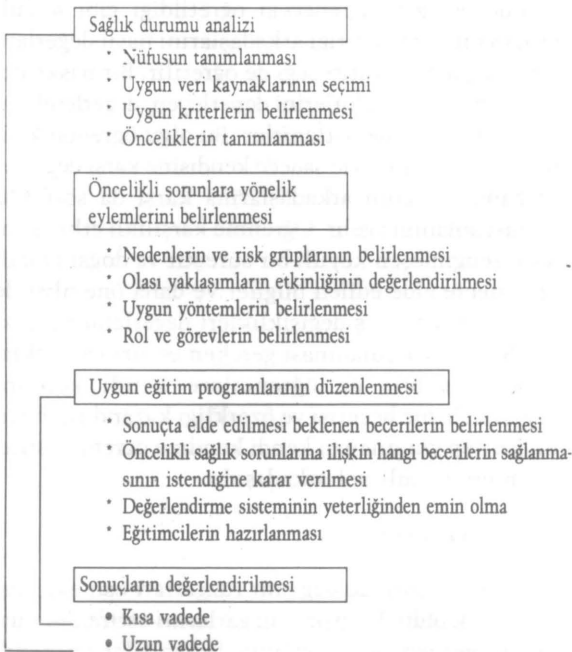 Sağlık durumu analizi
* Nüfusun tanımlanması
* Uygun veri kaynaklarının seçimi
* Uygun kriterlerin belirlenmesi
* Önceliklerin tanımlanması
Öncelikli sorunlara yönelik
eylemlerini belirlenmesi
* Nedenlerin ve risk gruplarının belirlenmesi
* Olası yaklaşımların etkinliğinin değerlendirilmesi
* Uygun yöntemlerin belirlenmesi
* Rol ve görevlerin belirlenmesi
Uygun eğitim programlarının düzenlenmesi
* Sonuçta elde edilmesi beklenen becerilerin belirlenmesi
* Öncelikli sağlık sorunlarına ilişkin hangi becerilerin sağlanma-
sının istendiğine karar verilmesi
* Değerlendirme sisteminin yeterliğinden emin olma
* Eğitimcilerin hazırlanması
Sonuçların değerlendirilmesi
• Kısa vadede
• Uzun vadede